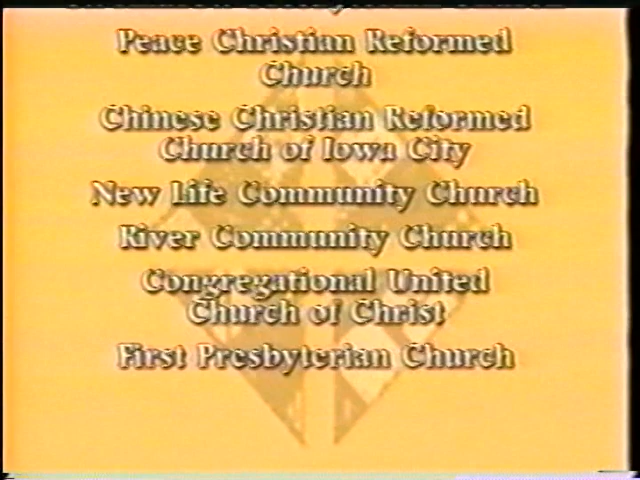 Peace Christian Reformed
Church
Chinese Christian Reformed
Church of Iowa City
New Life Community Church
River Community Church
Congregational United
Church of Christ
First Presbyterian Church